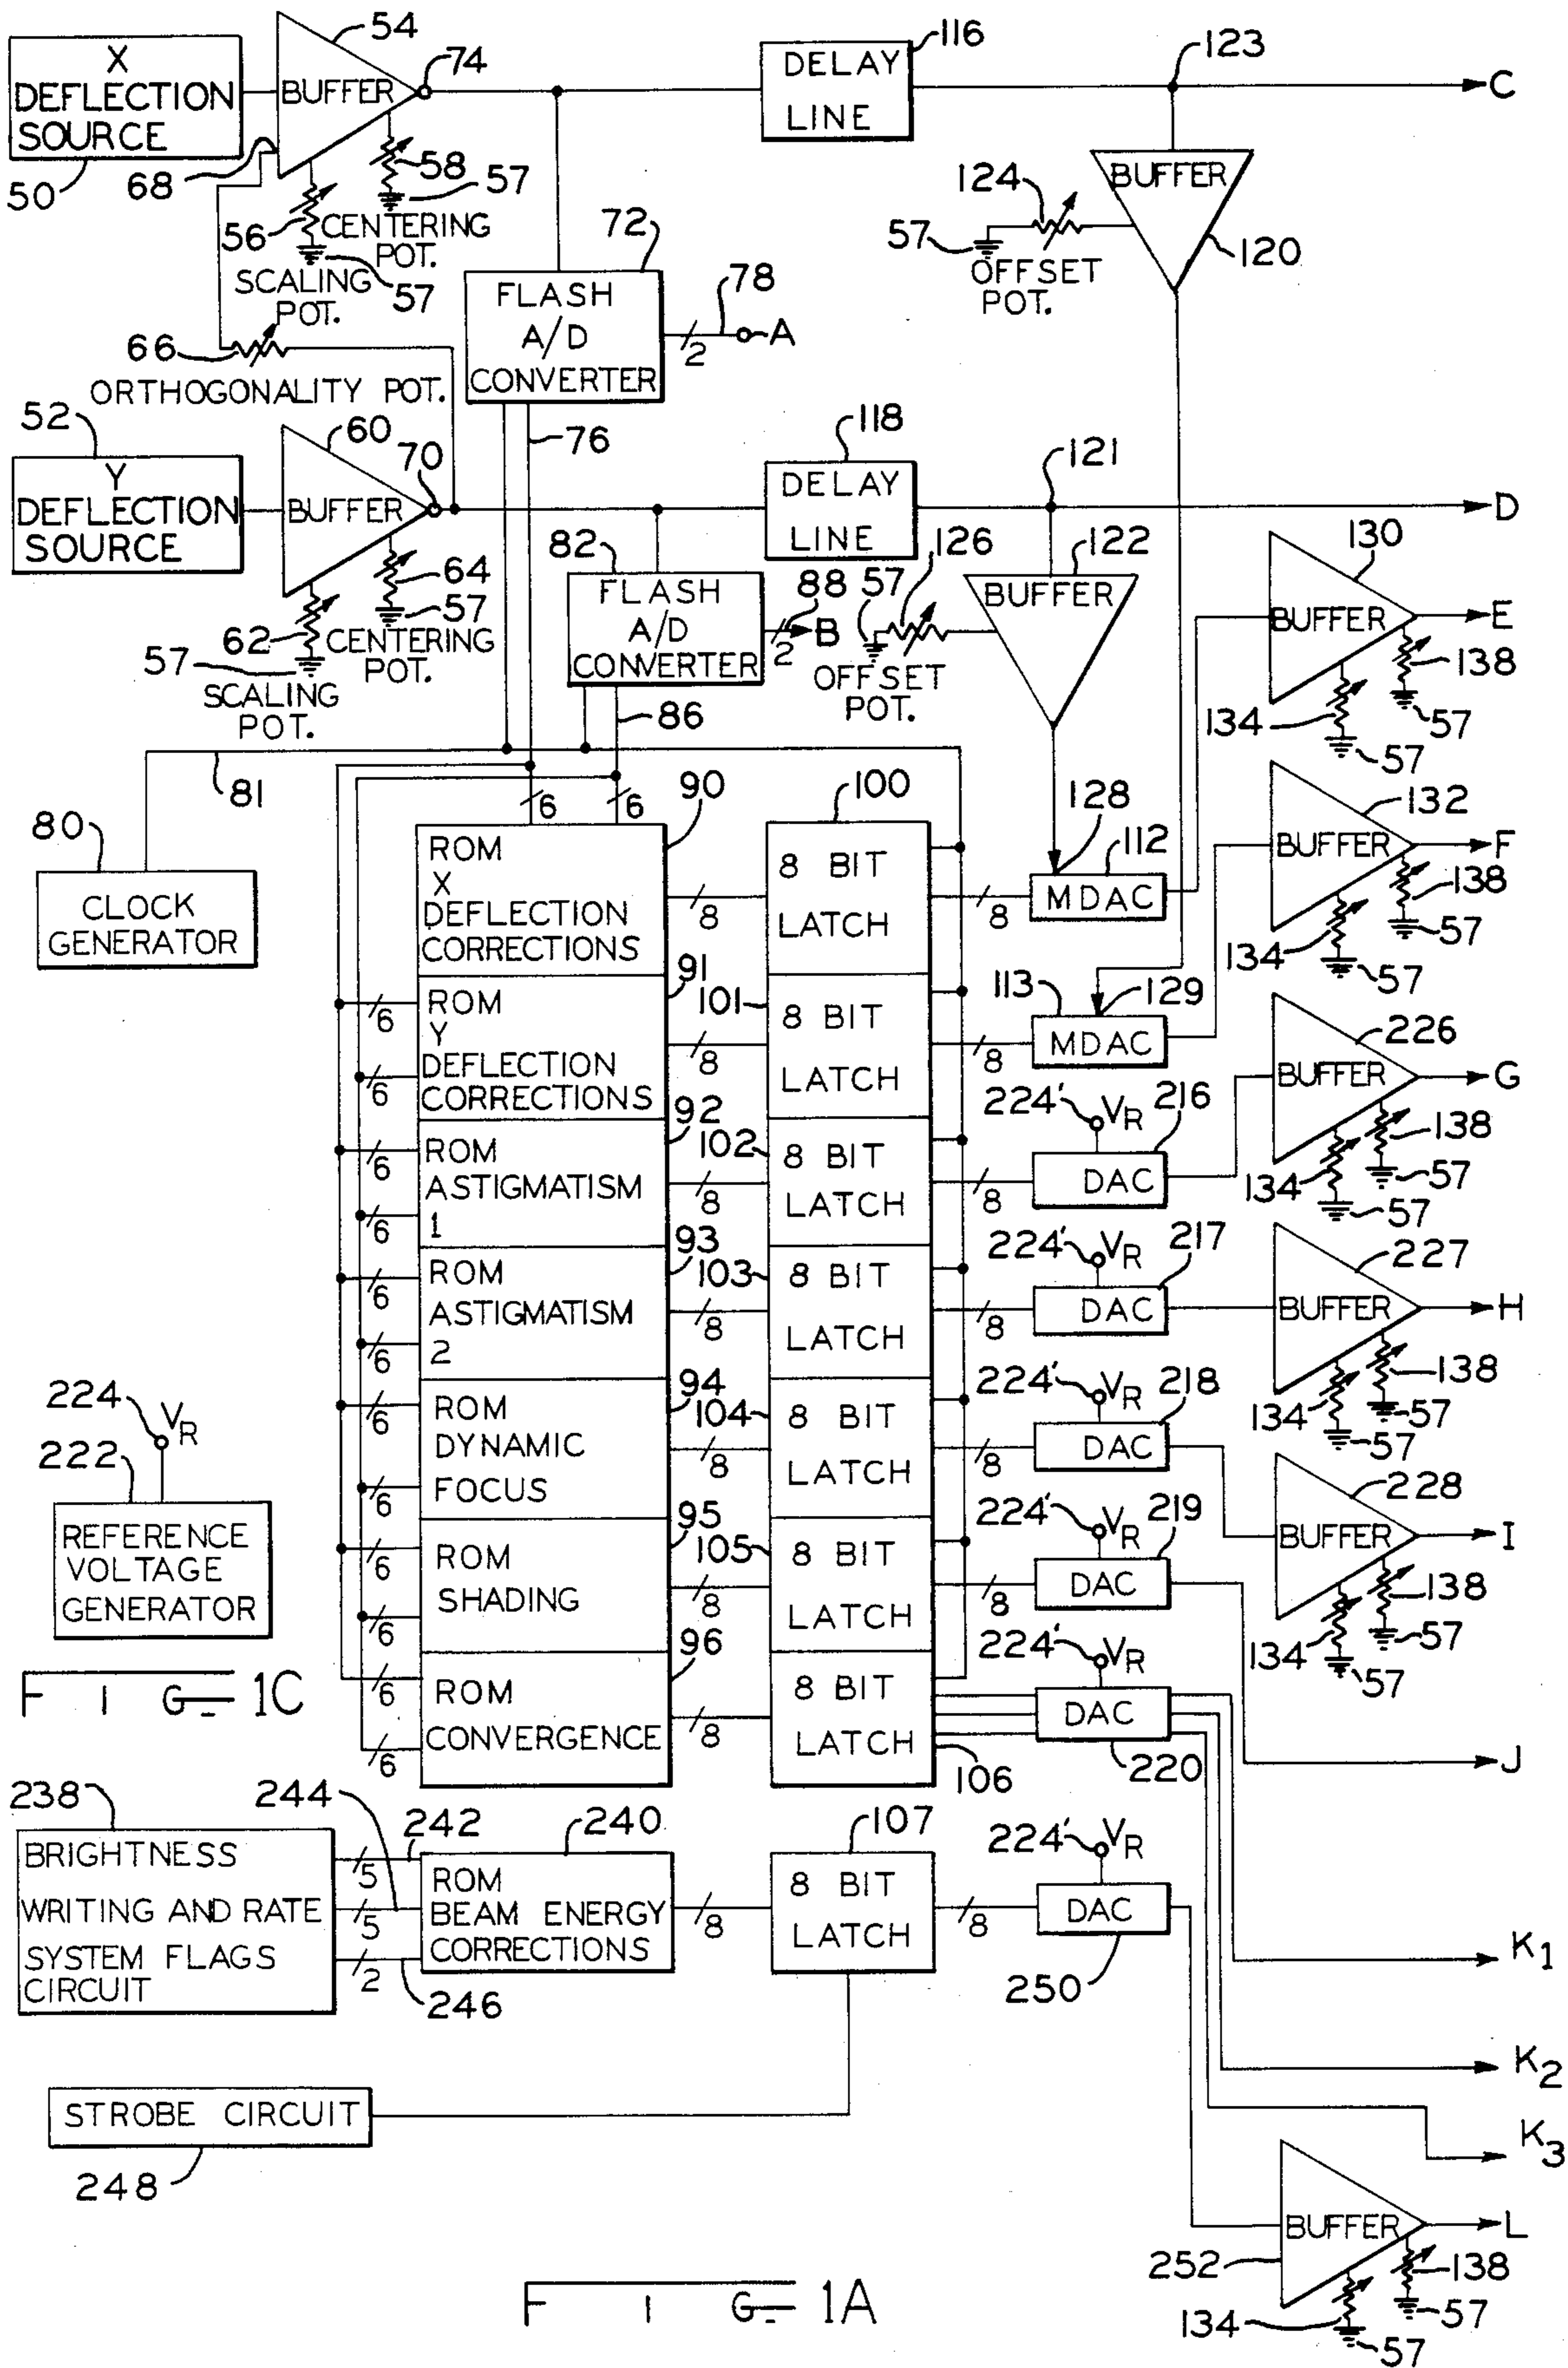 X
DEFLECTION
SOURCE
50
BUFFER
54
74
68
56
58
57
CENTERING
POT.
SCALING
POT.
57
66
ORTHOGONALITY POT.
116
DELAY
LINE
123
C
BUFFER
120
124
57
OFFSET
POT.
72
FLASH
A/D
CONVERTER
78
2
A
76
52
Y
DEFLECTION
SOURCE
60
BUFFER
70
64
57
62
CENTERING
POT.
57
SCALING
POT.
118
DELAY
LINE
121
D
82
FLASH
A/D
CONVERTER
88
2
B
86
57
126
OFFSET
POT.
122
BUFFER
130
BUFFER
E
138
134
57
57
81
80
CLOCK
GENERATOR
6
6
90
ROM
X
DEFLECTION
CORRECTIONS
8
100
8 BIT
LATCH
8
128
112
MDAC
132
BUFFER
F
138
134
57
57
91
6
ROM
Y
DEFLECTION
CORRECTIONS
6
8
101
8 BIT
LATCH
8
113
129
MDAC
226
BUFFER
G
138
134
57
57
92
6
ROM
ASTIGMATISM
1
6
8
102
8 BIT
LATCH
8
224'
VR
216
DAC
93
6
ROM
ASTIGMATISM
2
6
8
103
8 BIT
LATCH
8
224'
VR
217
DAC
227
BUFFER
H
138
134
57
57
94
6
ROM
DYNAMIC
FOCUS
6
8
104
8 BIT
LATCH
8
224'
VR
218
DAC
228
BUFFER
I
138
134
57
57
224
VR
222
REFERENCE
VOLTAGE
GENERATOR
FIG_1C
95
6
ROM
SHADING
6
8
105
8 BIT
LATCH
8
224'
VR
219
DAC
J
96
6
ROM
CONVERGENCE
6
8
8 BIT
LATCH
106
224'
VR
DAC
220
K1
K2
K3
238
BRIGHTNESS
WRITING AND RATE
SYSTEM FLAGS
CIRCUIT
244
5
242
5
2
246
240
ROM
BEAM ENERGY
CORRECTIONS
8
107
8 BIT
LATCH
8
224'
VR
DAC
250
STROBE CIRCUIT
248
BUFFER
L
252
138
134
57
57
FIG_1A